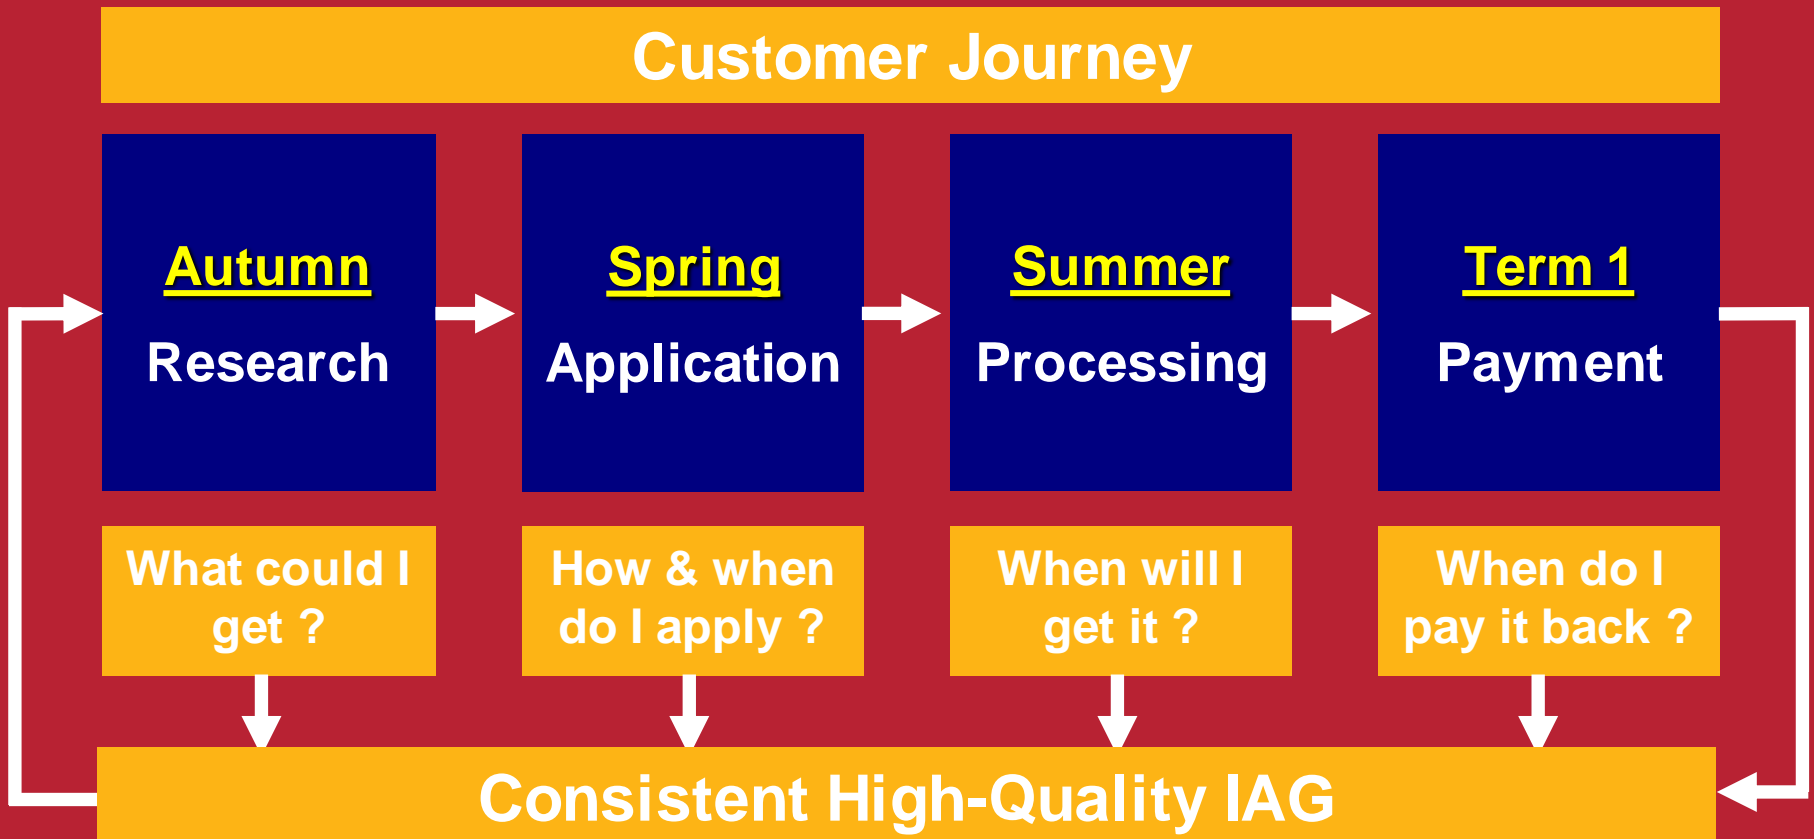 Customer Journey
Autumn
Research
Spring
Application
Summer
Processing
Term 1
Payment
What could I
get ?
How & when
do I apply ?
When will I
get it ?
When do I
pay it back ?
Consistent High-Quality IAG